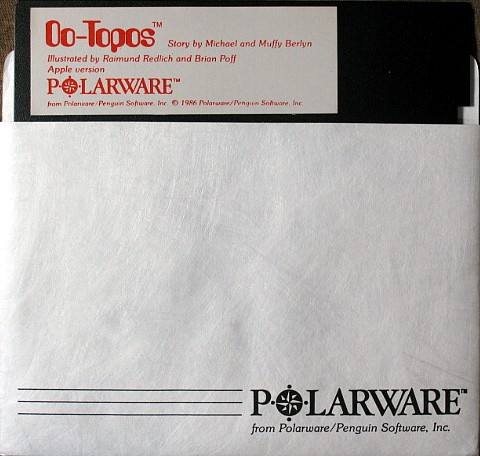 Oo-Topos™ Story by Michael and Muffy Berlyn
Illustrated by Raimund Redlich and Brian Poff
Apple version
POLARWARE™
from Polarware/Penguin Software, Inc. © 1986 Polarware/Penguin Software, Inc.
POLARWARE™
from Polarware/Penguin Software, Inc.